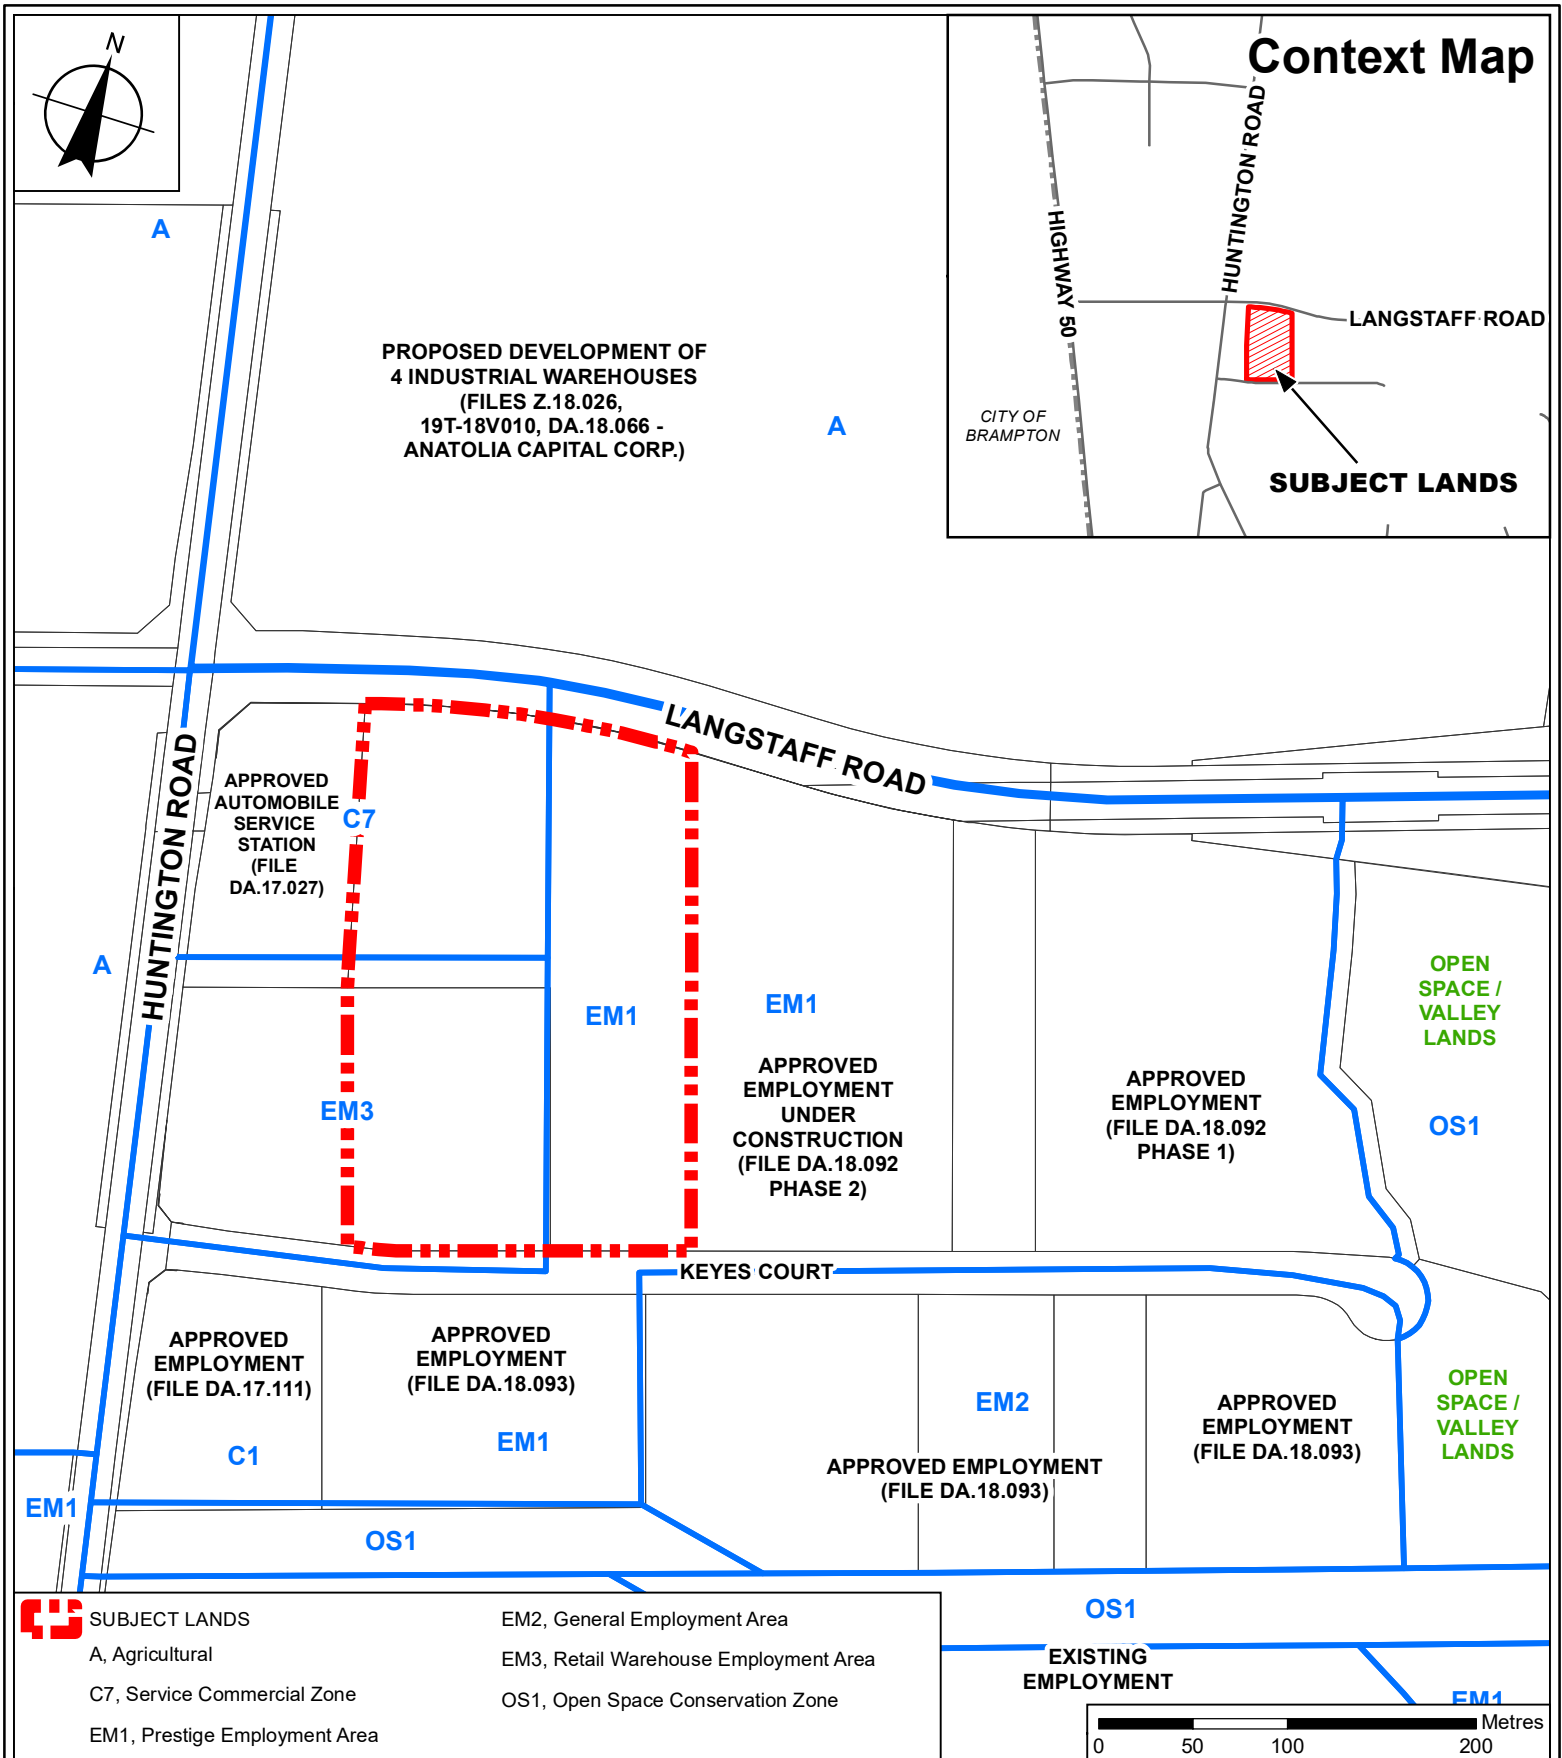 N
Context Map
HUNTINGTON ROAD
HIGHWAY 50
LANGSTAFF ROAD
CITY OF
BRAMPTON
SUBJECT LANDS
A
PROPOSED DEVELOPMENT OF
4 INDUSTRIAL WAREHOUSES
(FILES Z.18.026,
19T-18V010, DA.18.066 -
ANATOLIA CAPITAL CORP.)
A
LANGSTAFF ROAD
HUNTINGTON ROAD
APPROVED
AUTOMOBILE
SERVICE
STATION
(FILE
DA.17.027)
C7
A
EM1
EM1
OPEN
SPACE /
VALLEY
LANDS
APPROVED
EMPLOYMENT
UNDER
CONSTRUCTION
(FILE DA.18.092
PHASE 2)
APPROVED
EMPLOYMENT
(FILE DA.18.092
PHASE 1)
EM3
OS1
KEYES COURT
APPROVED
EMPLOYMENT
(FILE DA.17.111)
C1
APPROVED
EMPLOYMENT
(FILE DA.18.093)
EM1
EM2
APPROVED EMPLOYMENT
(FILE DA.18.093)
APPROVED
EMPLOYMENT
(FILE DA.18.093)
OPEN
SPACE /
VALLEY
LANDS
EM1
OS1
OS1
EXISTING
EMPLOYMENT
EM1
SUBJECT LANDS
A, Agricultural
C7, Service Commercial Zone
EM1, Prestige Employment Area
EM2, General Employment Area
EM3, Retail Warehouse Employment Area
OS1, Open Space Conservation Zone
Metres
0 50 100 200